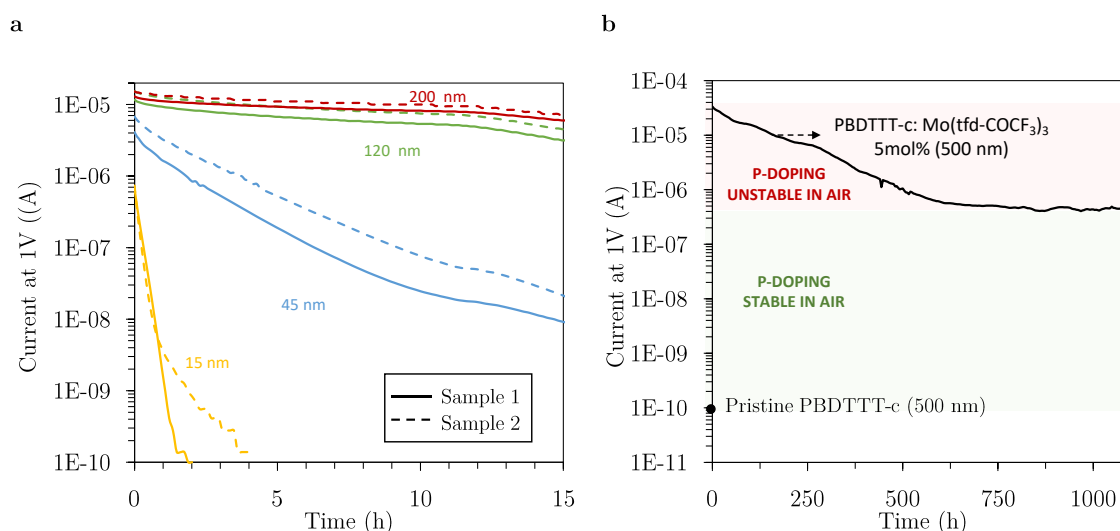 a
Current at 1V ((A)
1E-05
1E-06
1E-07
1E-08
1E-09
1E-10
200 nm
120 nm
45 nm
15 nm
Sample 1
Sample 2
0
5
10
15
Time (h)
b
Current at 1V (A)
1E-04
1E-05
1E-06
1E-07
1E-08
1E-09
1E-10
1E-11
PBDTTT-c: Mo(tfd-COCF₃)₃
5mol% (500 nm)
P-DOPING
UNSTABLE IN AIR
P-DOPING
STABLE IN AIR
Pristine PBDTTT-c (500 nm)
0
250
500
750
1000
Time (h)